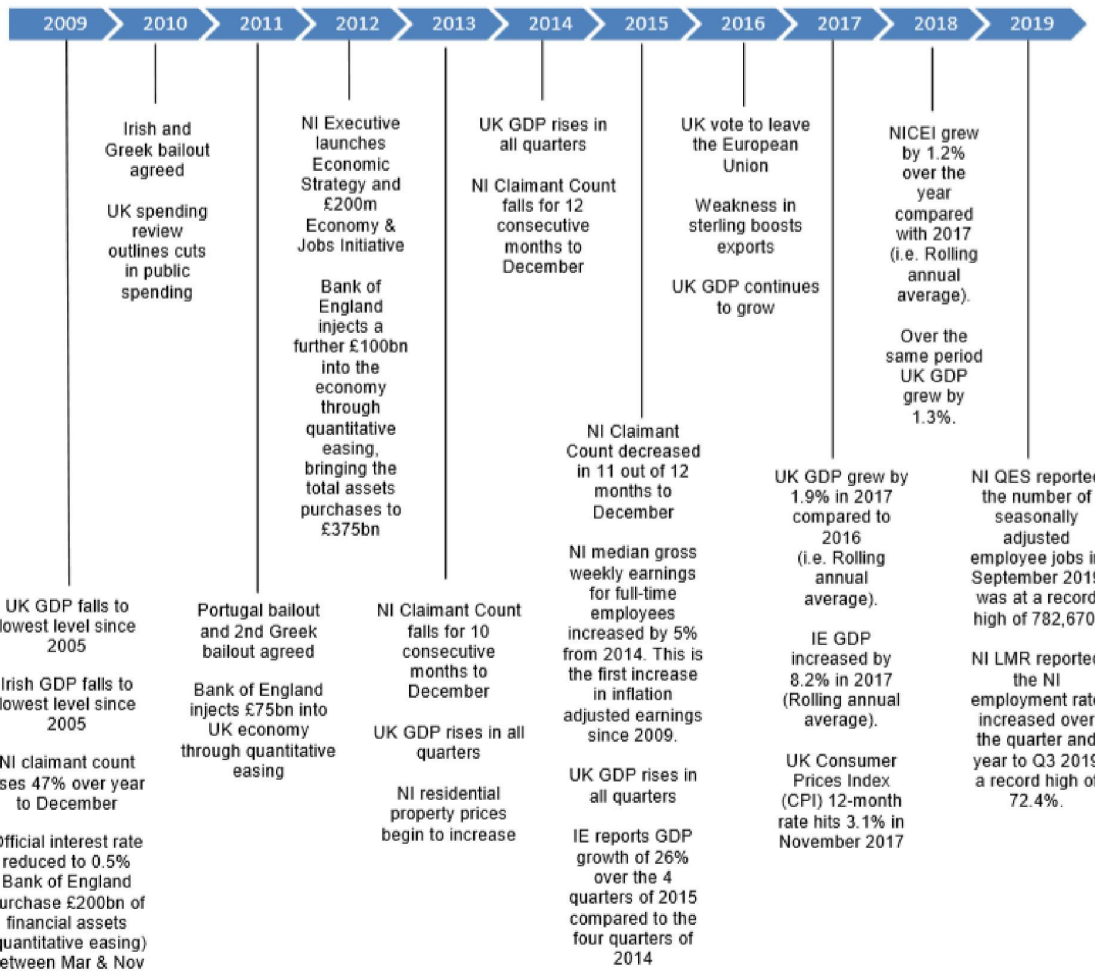 2009
2010
2011
2012
2013
2014
2015
2016
2017
2018
2019
UK GDP falls to
lowest level since
2005
Irish GDP falls to
lowest level since
2005
NI claimant count
ses 47% over year
to December
Official interest rate
reduced to 0.5%
Bank of England
urchase £200bn of
financial assets
quantitative easing)
etween Mar & Nov
Irish and
Greek bailout
agreed
UK spending
review
outlines cuts
in public
spending
Portugal bailout
and 2nd Greek
bailout agreed
Bank of England
injects £75bn into
UK economy
through quantitative
easing
NI Executive
launches
Economic
Strategy and
£200m
Economy &
Jobs Initiative
Bank of
England
injects a
further £100bn
into the
economy
through
quantitative
easing,
bringing the
total assets
purchases to
£375bn
NI Claimant Count
falls for 10
consecutive
months to
December
UK GDP rises in all
quarters
NI residential
property prices
begin to increase
UK GDP rises in
all quarters
NI Claimant Count
falls for 12
consecutive
months to
December
NI Claimant
Count decreased
in 11 out of 12
months to
December
NI median gross
weekly earnings
for full-time
employees
increased by 5%
from 2014. This is
the first increase
in inflation
adjusted earnings
since 2009.
UK GDP rises in
all quarters
IE reports GDP
growth of 26%
over the 4
quarters of 2015
compared to the
four quarters of
2014
UK vote to leave
the European
Union
Weakness in
sterling boosts
exports
UK GDP continues
to grow
UK GDP grew by
1.9% in 2017
compared to
2016
(i.e. Rolling
annual
average).
IE GDP
increased by
8.2% in 2017
(Rolling annual
average).
UK Consumer
Prices Index
(CPI) 12-month
rate hits 3.1% in
November 2017
NICEI grew
by 1.2%
over the
year
compared
with 2017
(i.e. Rolling
annual
average).
Over the
same period
UK GDP
grew by
1.3%.
NI QES reported
the number of
seasonally
adjusted
employee jobs in
September 2019
was at a record
high of 782,670
NI LMR reported
the NI
employment rate
increased over
the quarter and
year to Q3 2019
a record high of
72.4%.